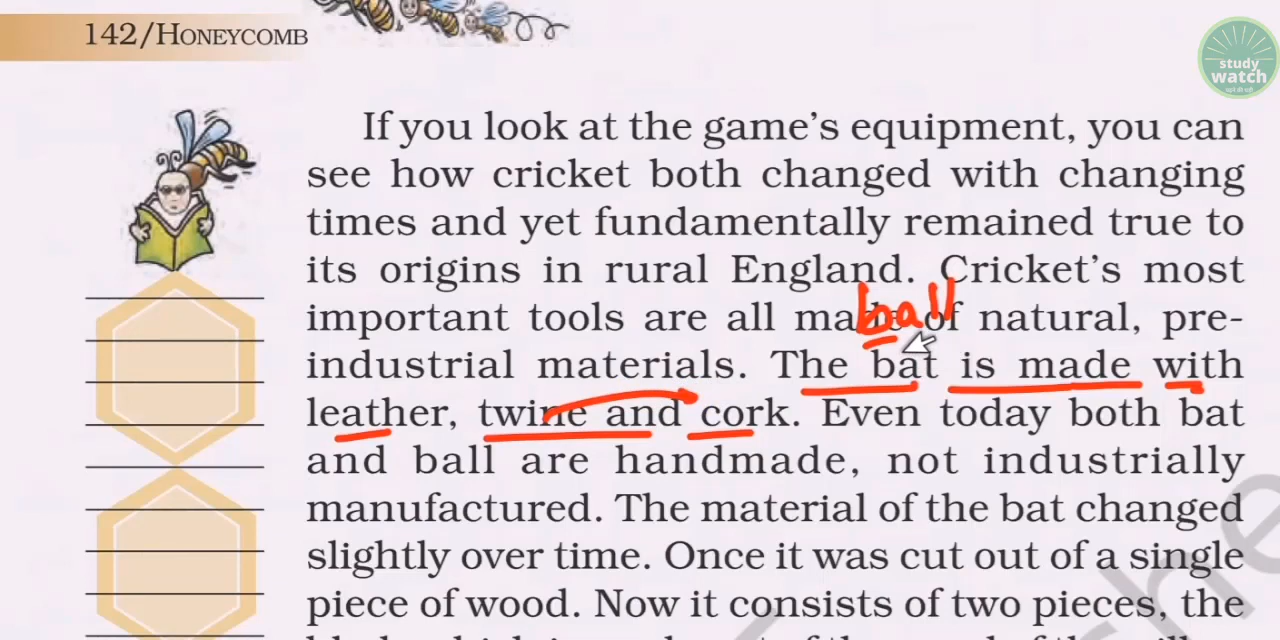 142/HONEYCOMB
study
watch
If you look at the game's equipment, you can
see how cricket both changed with changing
times and yet fundamentally remained true to
its origins in rural England. Cricket's most
ball
important tools are all made of natural, pre-
industrial materials. The bat is made with
leather, twine and cork. Even today both bat
and ball are handmade, not industrially
manufactured. The material of the bat changed
slightly over time. Once it was cut out of a single
piece of wood. Now it consists of two pieces, the